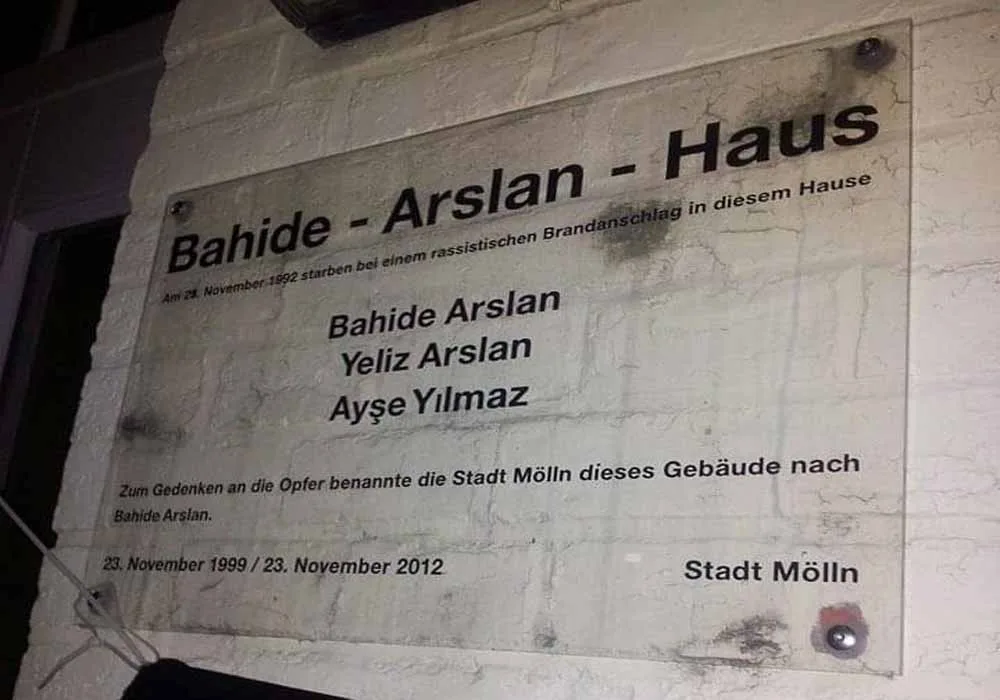 Bahide - Arslan - Haus
Am 23. November 1992 starben bei einem rassistischen Brandanschlag in diesem Hause
Bahide Arslan
Yeliz Arslan
Ayşe Yılmaz
Zum Gedenken an die Opfer benannte die Stadt Mölln dieses Gebäude nach
Bahide Arslan.
23. November 1999 / 23. November 2012
Stadt Mölln